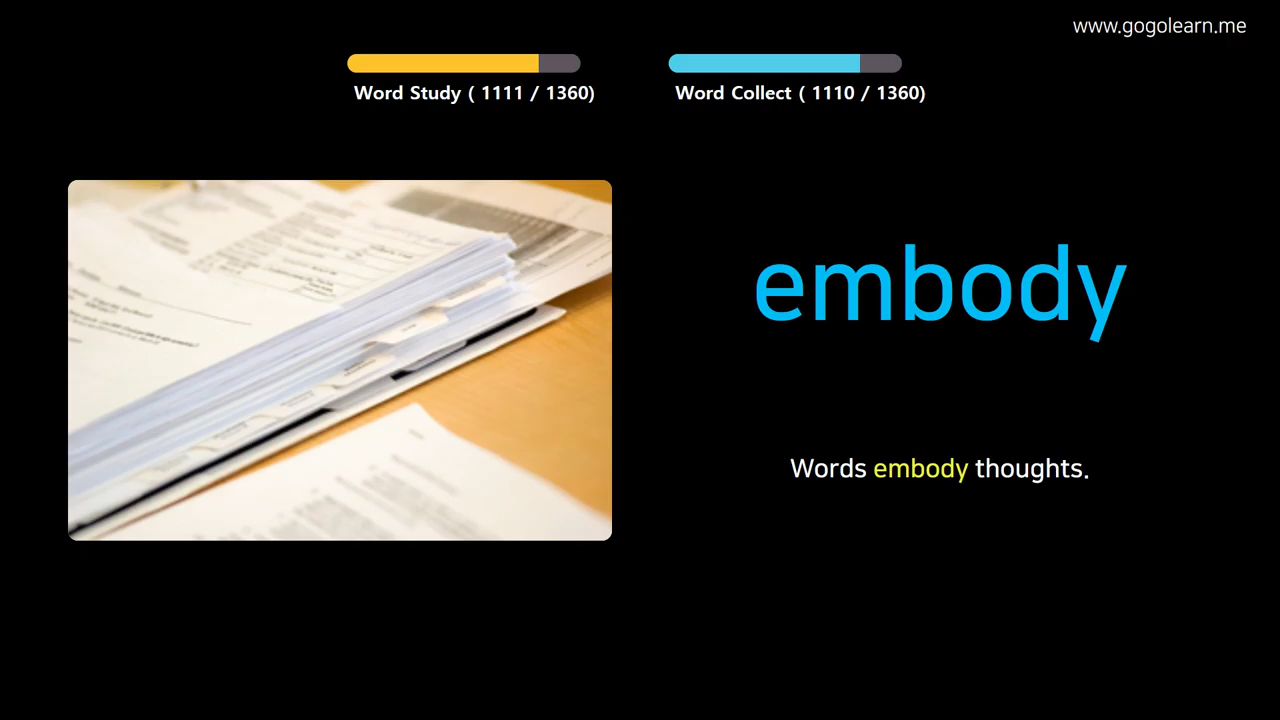 www.gogolearn.me
Word Study ( 1111 / 1360)
Word Collect ( 1110 / 1360)
embody
Words embody thoughts.